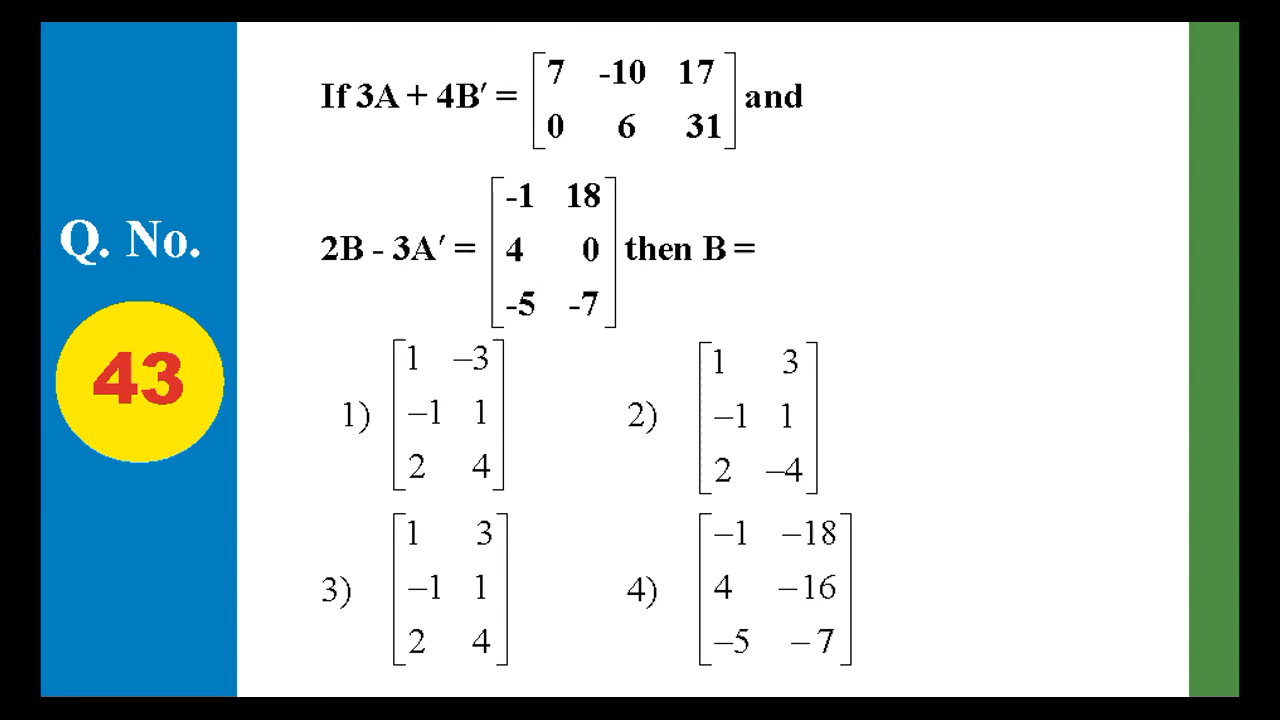 Q. No.
43
If 3A + 4B′ = [7 -10 17
0 6 31] and
2B - 3A′ = [-1 18
4 0
-5 -7] then B =
1) [1 –3
–1 1
2 4]
2) [1 3
–1 1
2 –4]
3) [1 3
–1 1
2 4]
4) [–1 –18
4 –16
–5 –7]